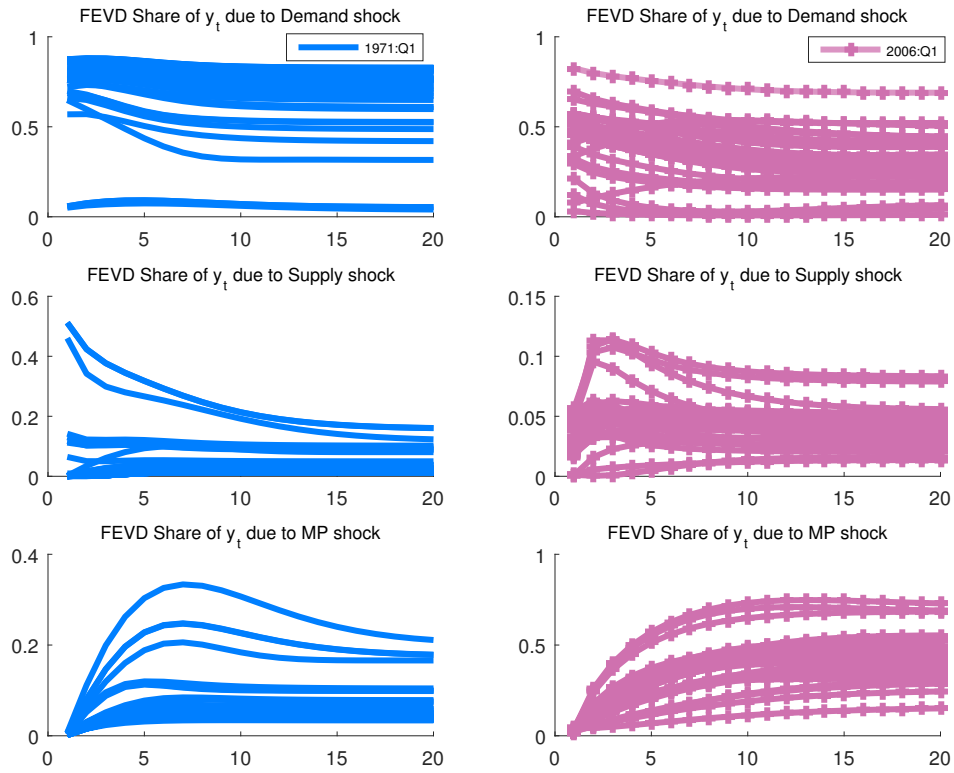 FEVD Share of y_t due to Demand shock
1
0.5
0
0 5 10 15 20
1971:Q1
FEVD Share of y_t due to Demand shock
1
0.5
0
0 5 10 15 20
2006:Q1
FEVD Share of y_t due to Supply shock
0.6
0.4
0.2
0
0 5 10 15 20
FEVD Share of y_t due to Supply shock
0.15
0.1
0.05
0
0 5 10 15 20
FEVD Share of y_t due to MP shock
0.4
0.2
0
0 5 10 15 20
FEVD Share of y_t due to MP shock
1
0.5
0
0 5 10 15 20